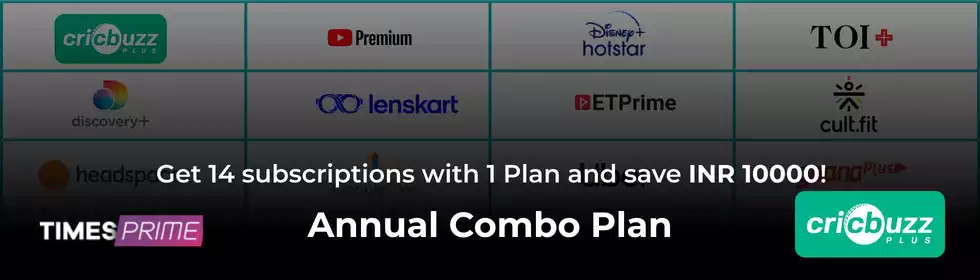 cricbuzz
PLUS
Premium
Disney+
hotstar
TOI+
discovery+
lenskart
ETPrime
cult.fit
Get 14 subscriptions with 1 Plan and save INR 10000!
TIMES PRIME
Annual Combo Plan
cricbuzz
PLUS